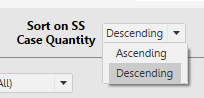 Sort on SS
Case Quantity
Descending
Ascending
Descending
All)